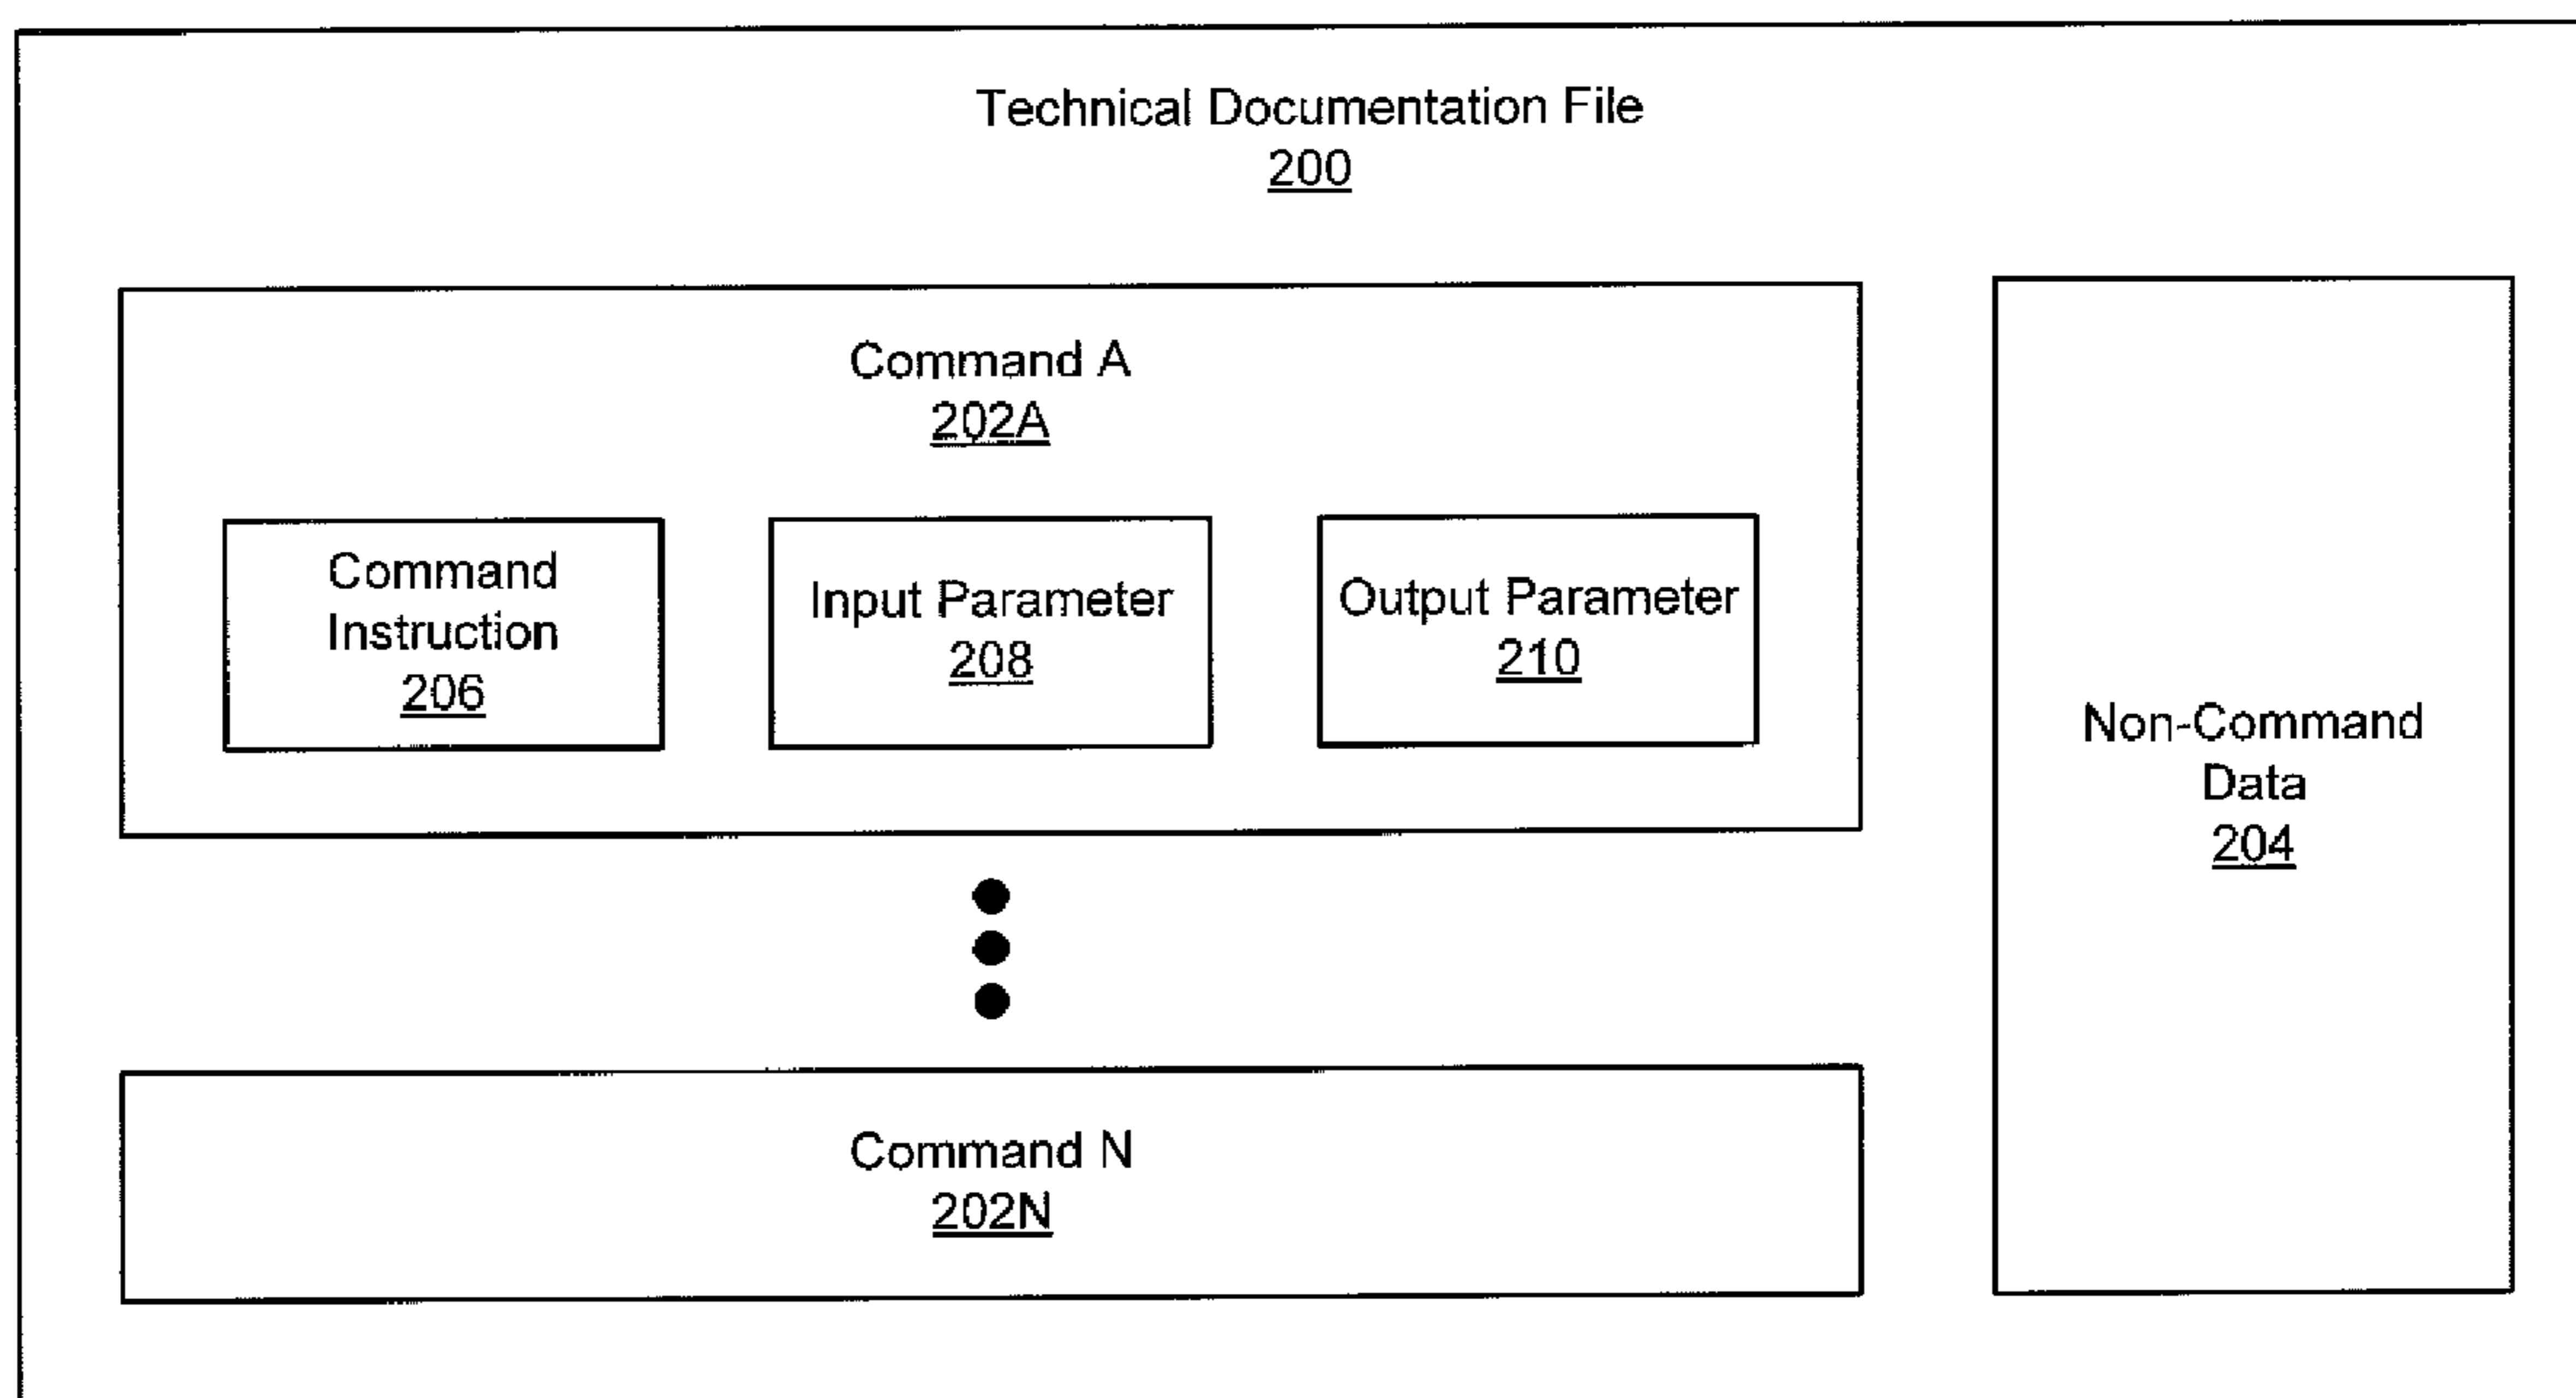 Technical Documentation File
200
Command A
202A
Command
Instruction
206
Input Parameter
208
Output Parameter
210
Non-Command
Data
204
Command N
202N